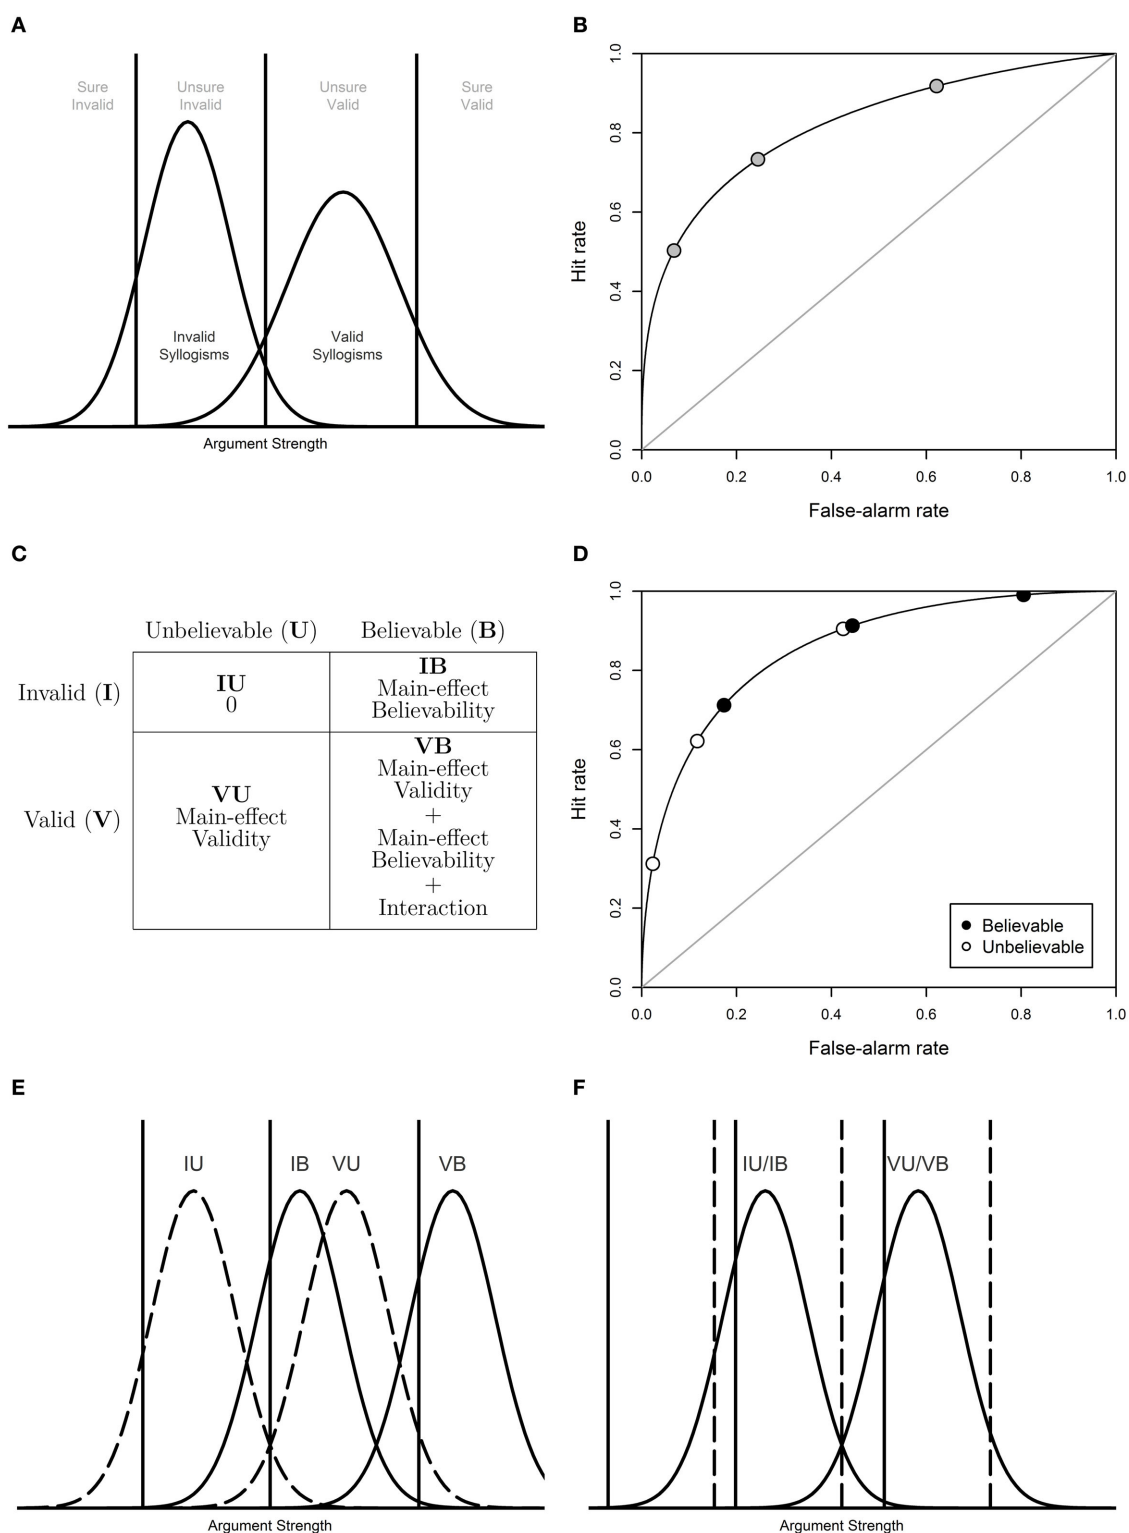 A
Sure
Invalid
Unsure
Invalid
Unsure
Valid
Sure
Valid
Invalid
Syllogisms
Valid
Syllogisms
Argument Strength
B
1.0
0.8
0.6
0.4
0.2
0.0
Hit rate
0.0 0.2 0.4 0.6 0.8 1.0
False-alarm rate
C
Unbelievable (U) Believable (B)
Invalid (I)
IU
0
IB
Main-effect
Believability
Valid (V)
VU
Main-effect
Validity
VB
Main-effect
Validity
+
Main-effect
Believability
+
Interaction
D
1.0
0.8
0.6
0.4
0.2
0.0
Hit rate
Believable
Unbelievable
0.0 0.2 0.4 0.6 0.8 1.0
False-alarm rate
E
IU IB VU VB
Argument Strength
F
IU/IB VU/VB
Argument Strength